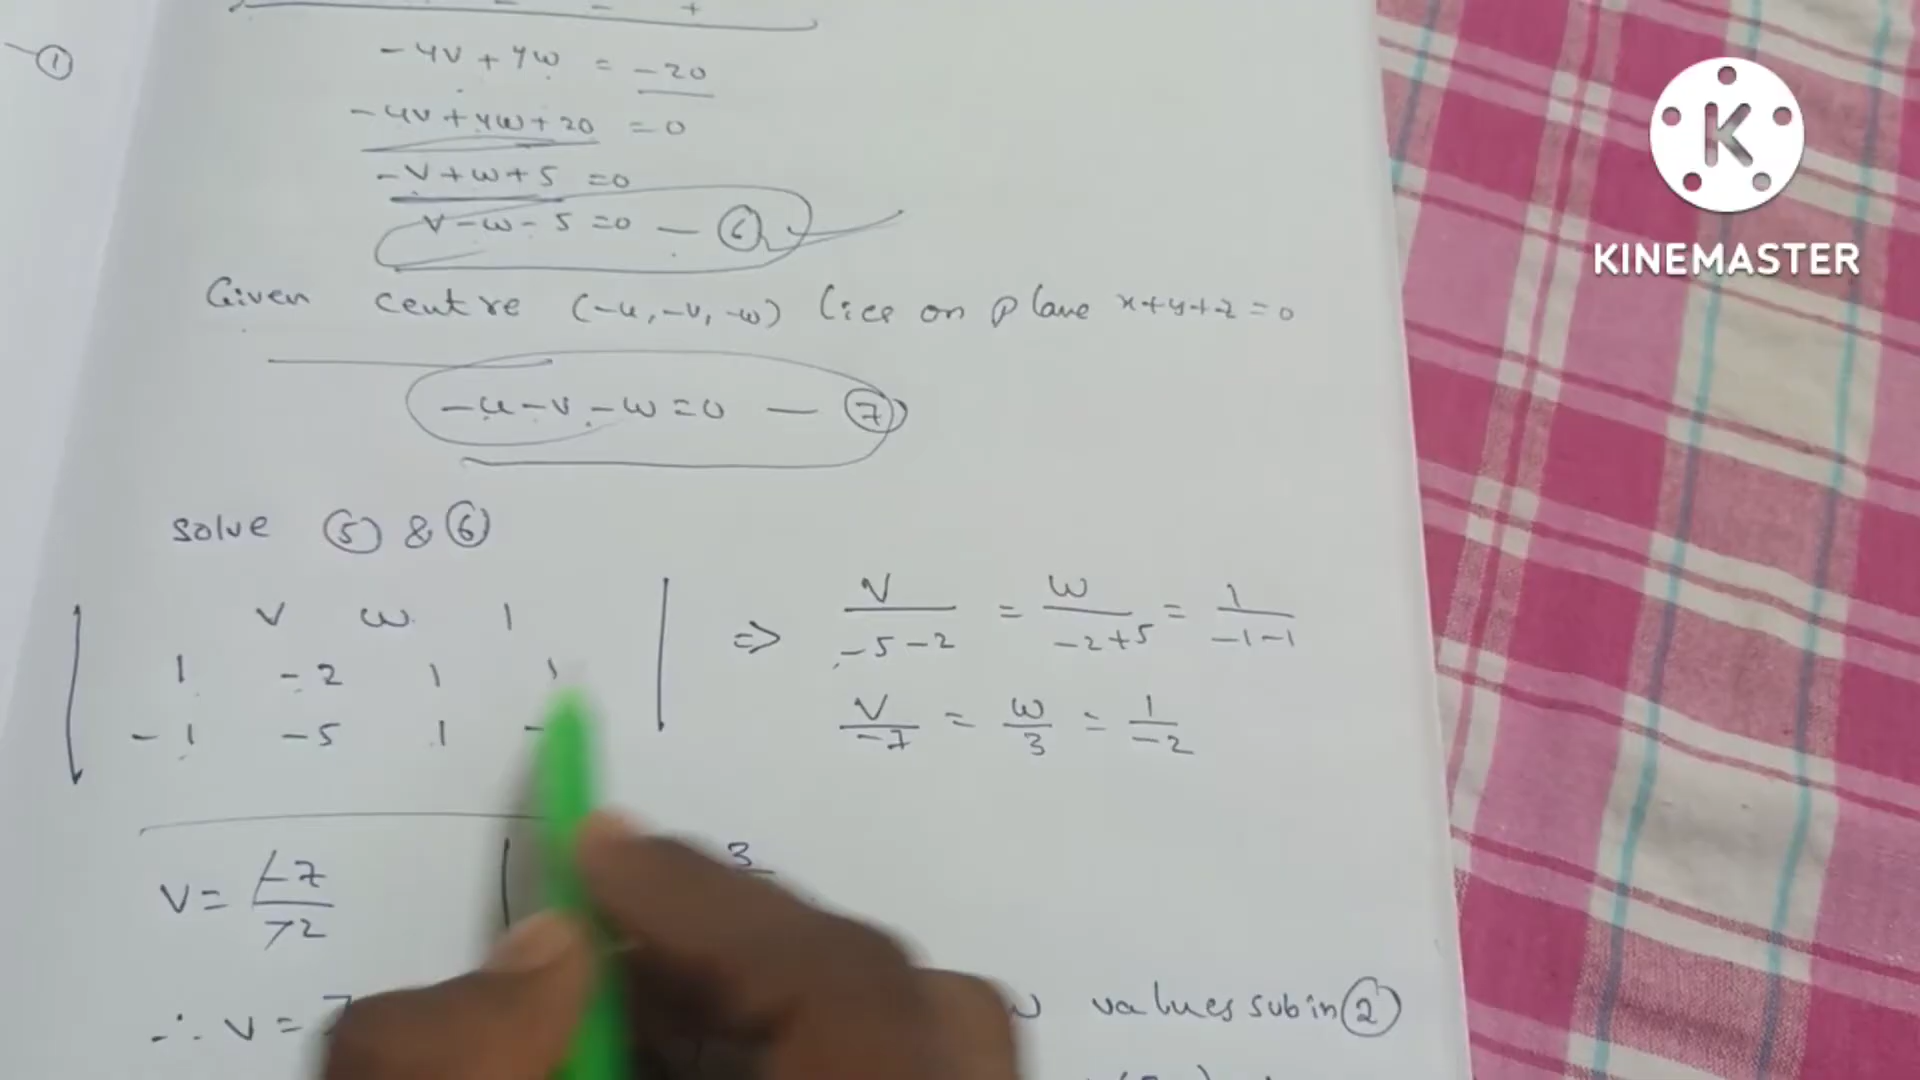 ①
-4v+4w = -20
-4v+4w+20 = 0
-v+w+5 = 0
v-w-5 = 0 — ⑥
Given centre (-u,-v,-w) lies on plane x+y+z=0
-u-v-w=0 — ⑦
solve ⑤ & ⑥
v w 1
1 -2 1 1
-1 -5 1 -
=> v/-5-2 = w/-2+5 = 1/-1-1
v/-7 = w/3 = 1/-2
v = -7/-2
3
∴ v = 7
values sub in ②
K
KINEMASTER